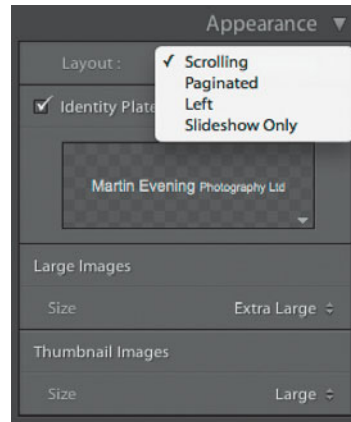 Appearance
Layout : ✓ Scrolling
Paginated
Left
Slideshow Only
Identity Plate
Martin Evening Photography Ltd
Large Images
Size Extra Large
Thumbnail Images
Size Large